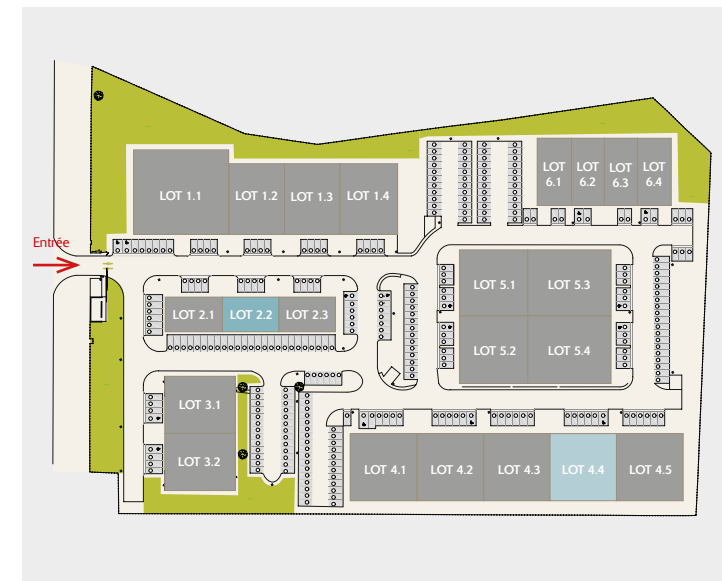 LOT
6.1
LOT
6.2
LOT
6.3
LOT
6.4
LOT 1.1
LOT 1.2
LOT 1.3
LOT 1.4
Entrée
LOT 5.1
LOT 5.3
LOT 2.1
LOT 2.2
LOT 2.3
LOT 5.2
LOT 5.4
LOT 3.1
LOT 3.2
LOT 4.1
LOT 4.2
LOT 4.3
LOT 4.4
LOT 4.5